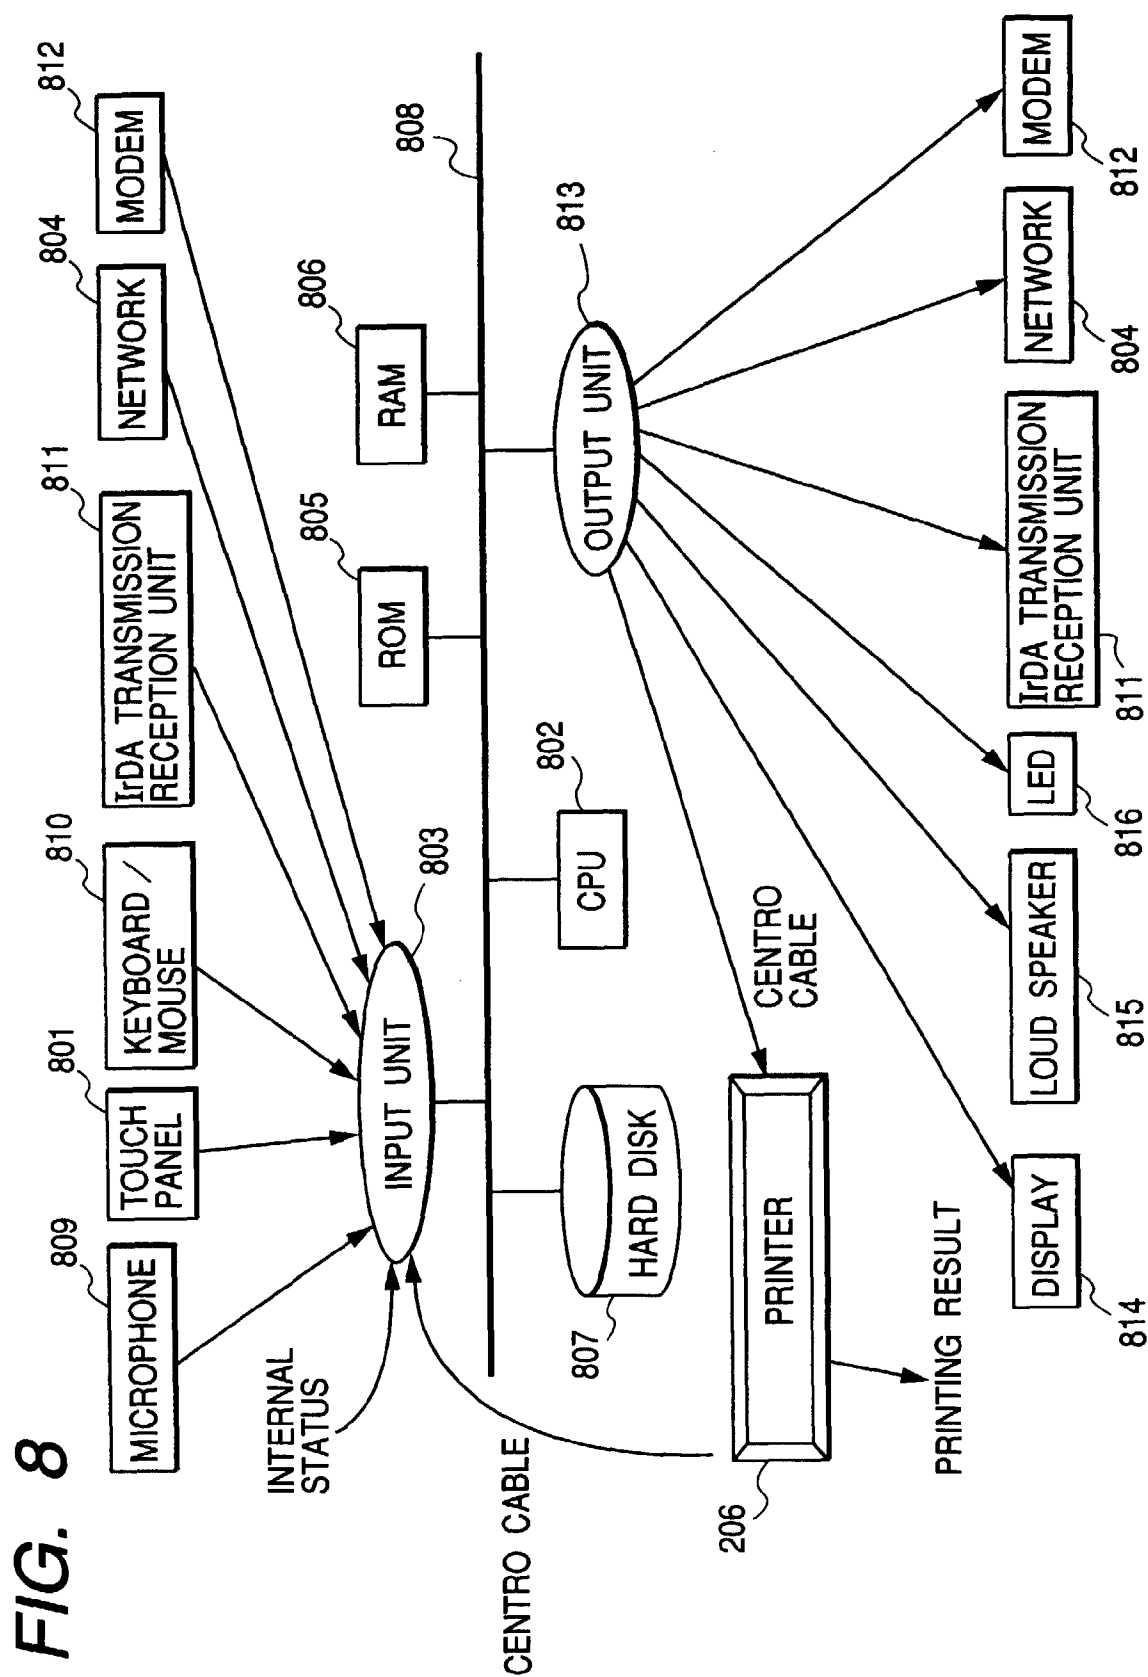 FIG. 8
809
801
810
811
804
812
MICROPHONE
TOUCH
PANEL
KEYBOARD /
MOUSE
IrDA TRANSMISSION
RECEPTION UNIT
NETWORK
MODEM
INTERNAL
STATUS
INPUT UNIT
803
805
ROM
806
RAM
808
CENTRO CABLE
807
HARD DISK
802
CPU
813
OUTPUT UNIT
206
PRINTER
CENTRO
CABLE
PRINTING RESULT
DISPLAY
LOUD SPEAKER
LED
IrDA TRANSMISSION
RECEPTION UNIT
NETWORK
MODEM
814
815
816
811
804
812